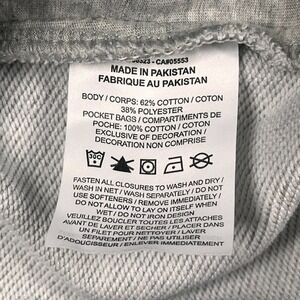 CA#05553
MADE IN PAKISTAN
FABRIQUE AU PAKISTAN
BODY / CORPS: 62% COTTON / COTON
38% POLYESTER
POCKET BAGS / COMPARTIMENTS DE
POCHE: 100% COTTON / COTON
EXCLUSIVE OF DECORATION /
DECORATION NON COMPRISE
30C
FASTEN ALL CLOSURES TO WASH AND DRY /
WASH IN NET / WASH SEPARATELY / DO NOT
USE SOFTENERS / REMOVE IMMEDIATELY /
DO NOT ALLOW TO LAY ON ITSELF WHEN
WET / DO NOT IRON DESIGN
VEUILLEZ BOUCLER TOUTES LES ATTACHES
AVANT DE LAVER ET SECHER / PLACER DANS
UN FILET POUR NETTOYER / LAVER
SEPAREMENT / NE PAS UTILISER
D'ADOUCISSEUR / ENLEVER IMMEDIATEMENT